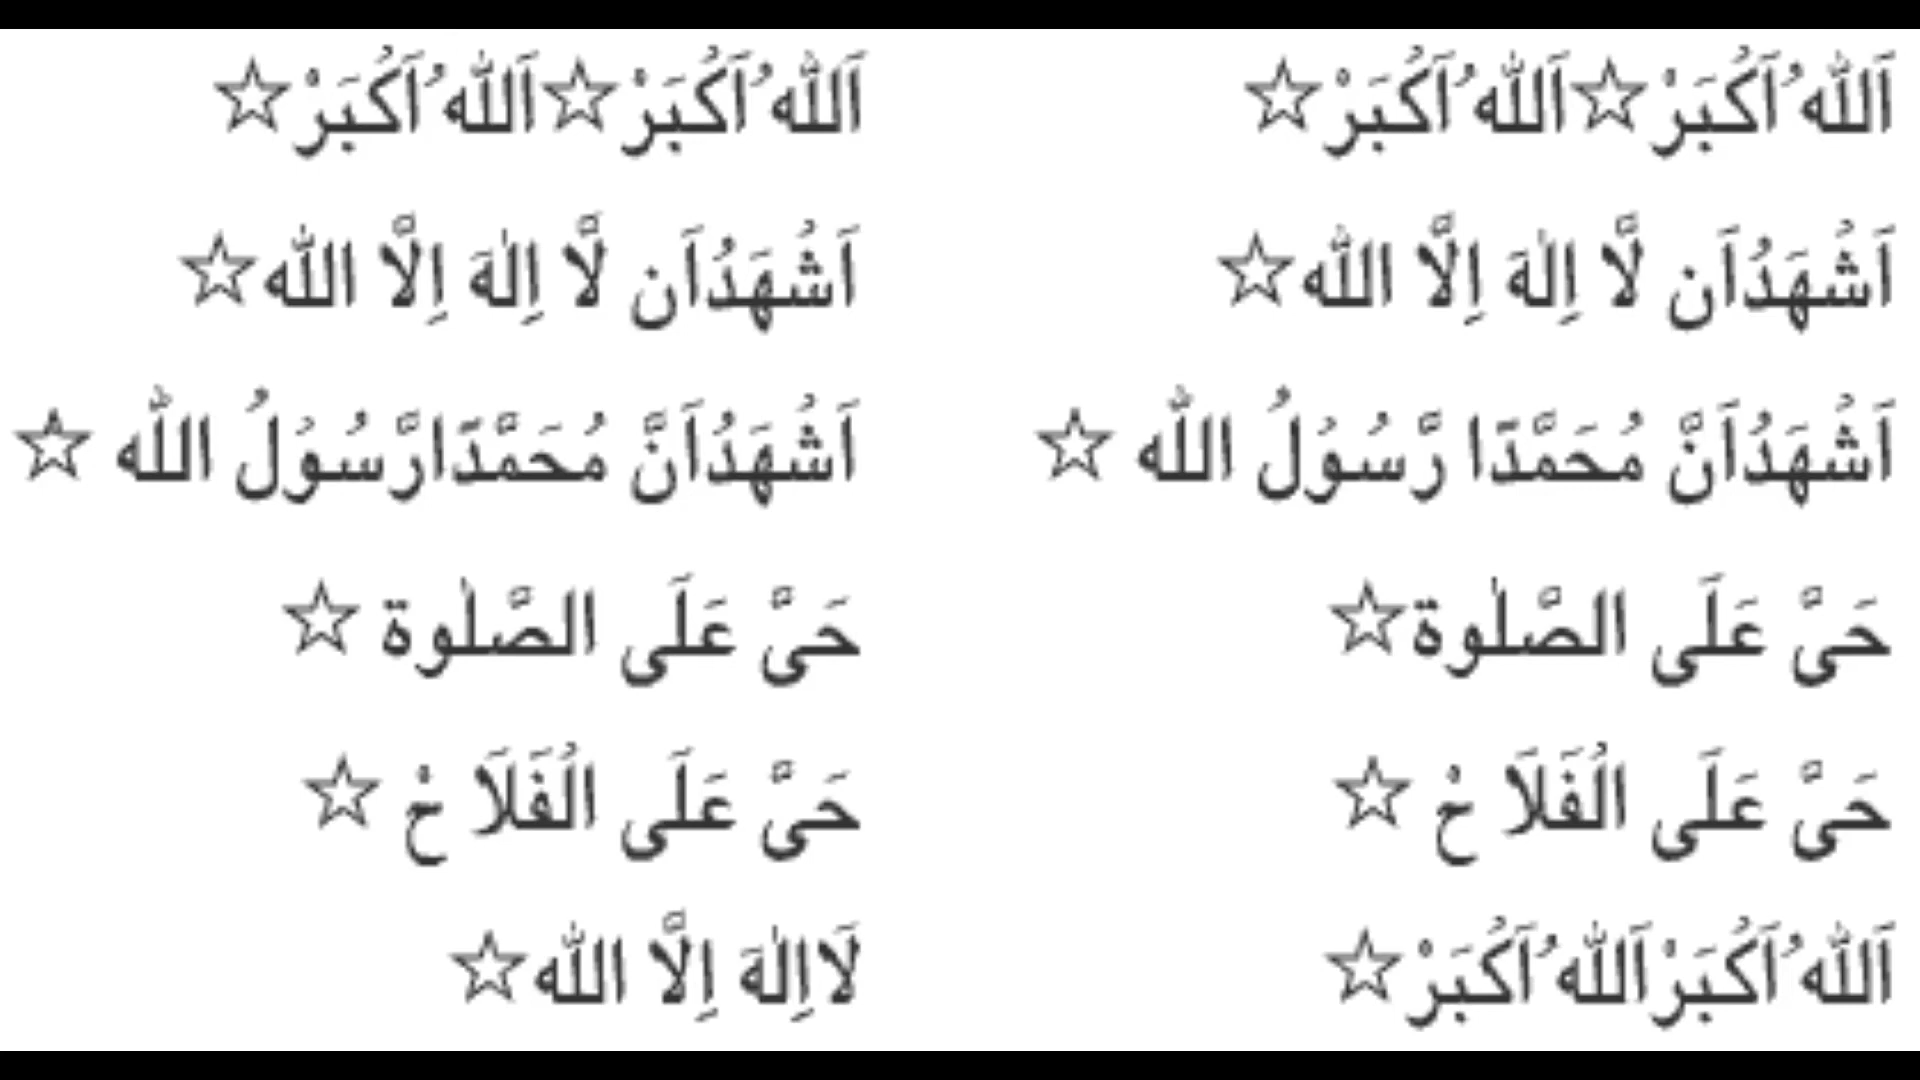 اَللّٰهُ اَكْبَرْ☆اَللّٰهُ اَكْبَرْ☆ اَللّٰهُ اَكْبَرْ☆اَللّٰهُ اَكْبَرْ☆
اَشْهَدُاَن لَّا اِلٰهَ اِلَّا اللّٰه☆ اَشْهَدُاَن لَّا اِلٰهَ اِلَّا اللّٰه☆
اَشْهَدُاَنَّ مُحَمَّدًا رَّسُوْلُ اللّٰه ☆ اَشْهَدُاَنَّ مُحَمَّدًارَّسُوْلُ اللّٰه ☆
حَیَّ عَلَی الصَّلٰوة☆ حَیَّ عَلَی الصَّلٰوة ☆
حَیَّ عَلَی الْفَلَا حْ ☆ حَیَّ عَلَی الْفَلَا حْ ☆
اَللّٰهُ اَكْبَرْاَللّٰهُ اَكْبَرْ☆ لَااِلٰهَ اِلَّا اللّٰه☆